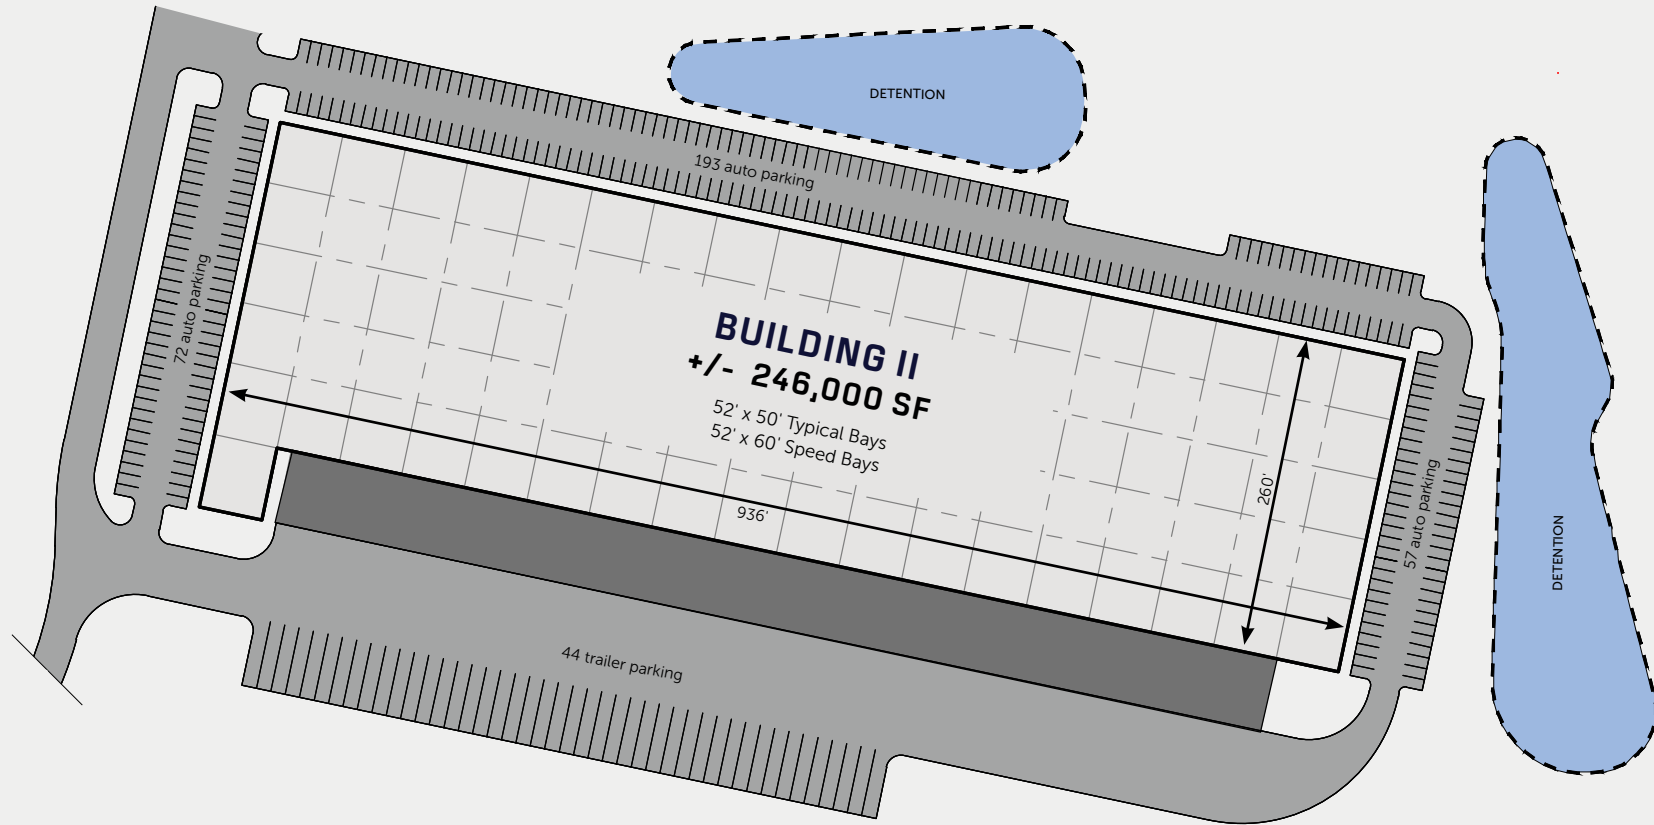 DETENTION
193 auto parking
72 auto parking
BUILDING II
+/- 246,000 SF
52' x 50' Typical Bays
52' x 60' Speed Bays
260'
936'
57 auto parking
DETENTION
44 trailer parking